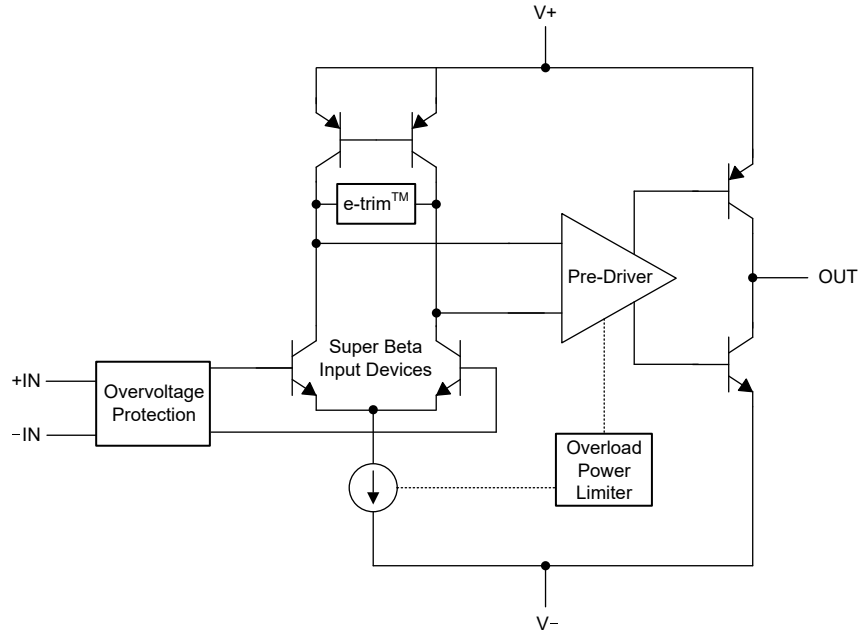 V+
e-trim™
Pre-Driver
OUT
Super Beta
Input Devices
+IN
Overvoltage
Protection
−IN
Overload
Power
Limiter
V−